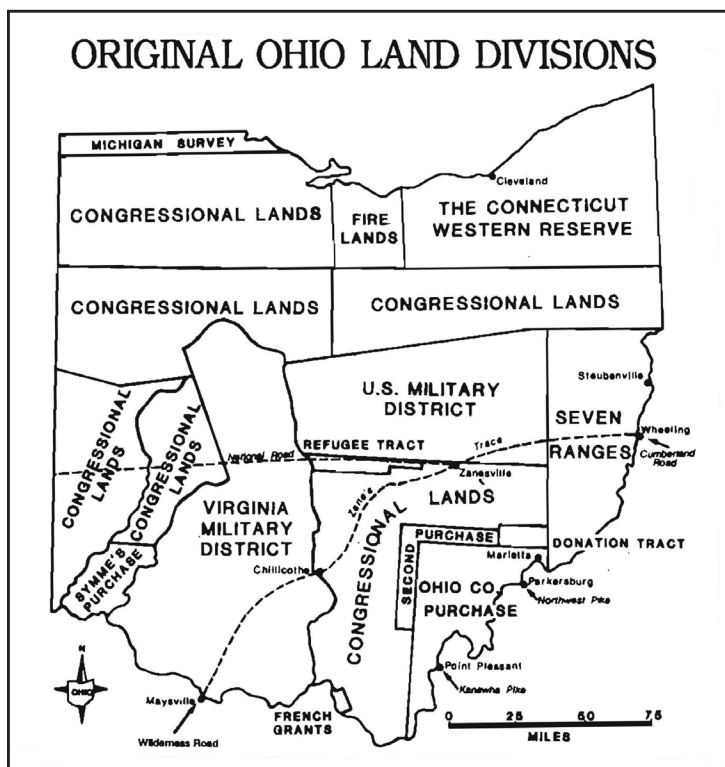 ORIGINAL OHIO LAND DIVISIONS
MICHIGAN SURVEY
Cleveland
CONGRESSIONAL LANDS
FIRE
LANDS
THE CONNECTICUT
WESTERN RESERVE
CONGRESSIONAL LANDS
CONGRESSIONAL LANDS
Steubenville
U.S. MILITARY
DISTRICT
CONGRESSIONAL
LANDS
CONGRESSIONAL
LANDS
SEVEN
RANGES
Wheeling
Cumberland
Road
REFUGEE TRACT
Trace
National Road
Zanesville
LANDS
Zane's
VIRGINIA
MILITARY
DISTRICT
CONGRESSIONAL
SYMME'S
PURCHASE
SECOND
PURCHASE
DONATION TRACT
Marietta
Chillicothe
OHIO CO.
PURCHASE
Parkersburg
Northwest Pike
Point Pleasant
Kanawha Pike
N
OHIO
Maysville
Wilderness Road
FRENCH
GRANTS
0 25 50 75
MILES